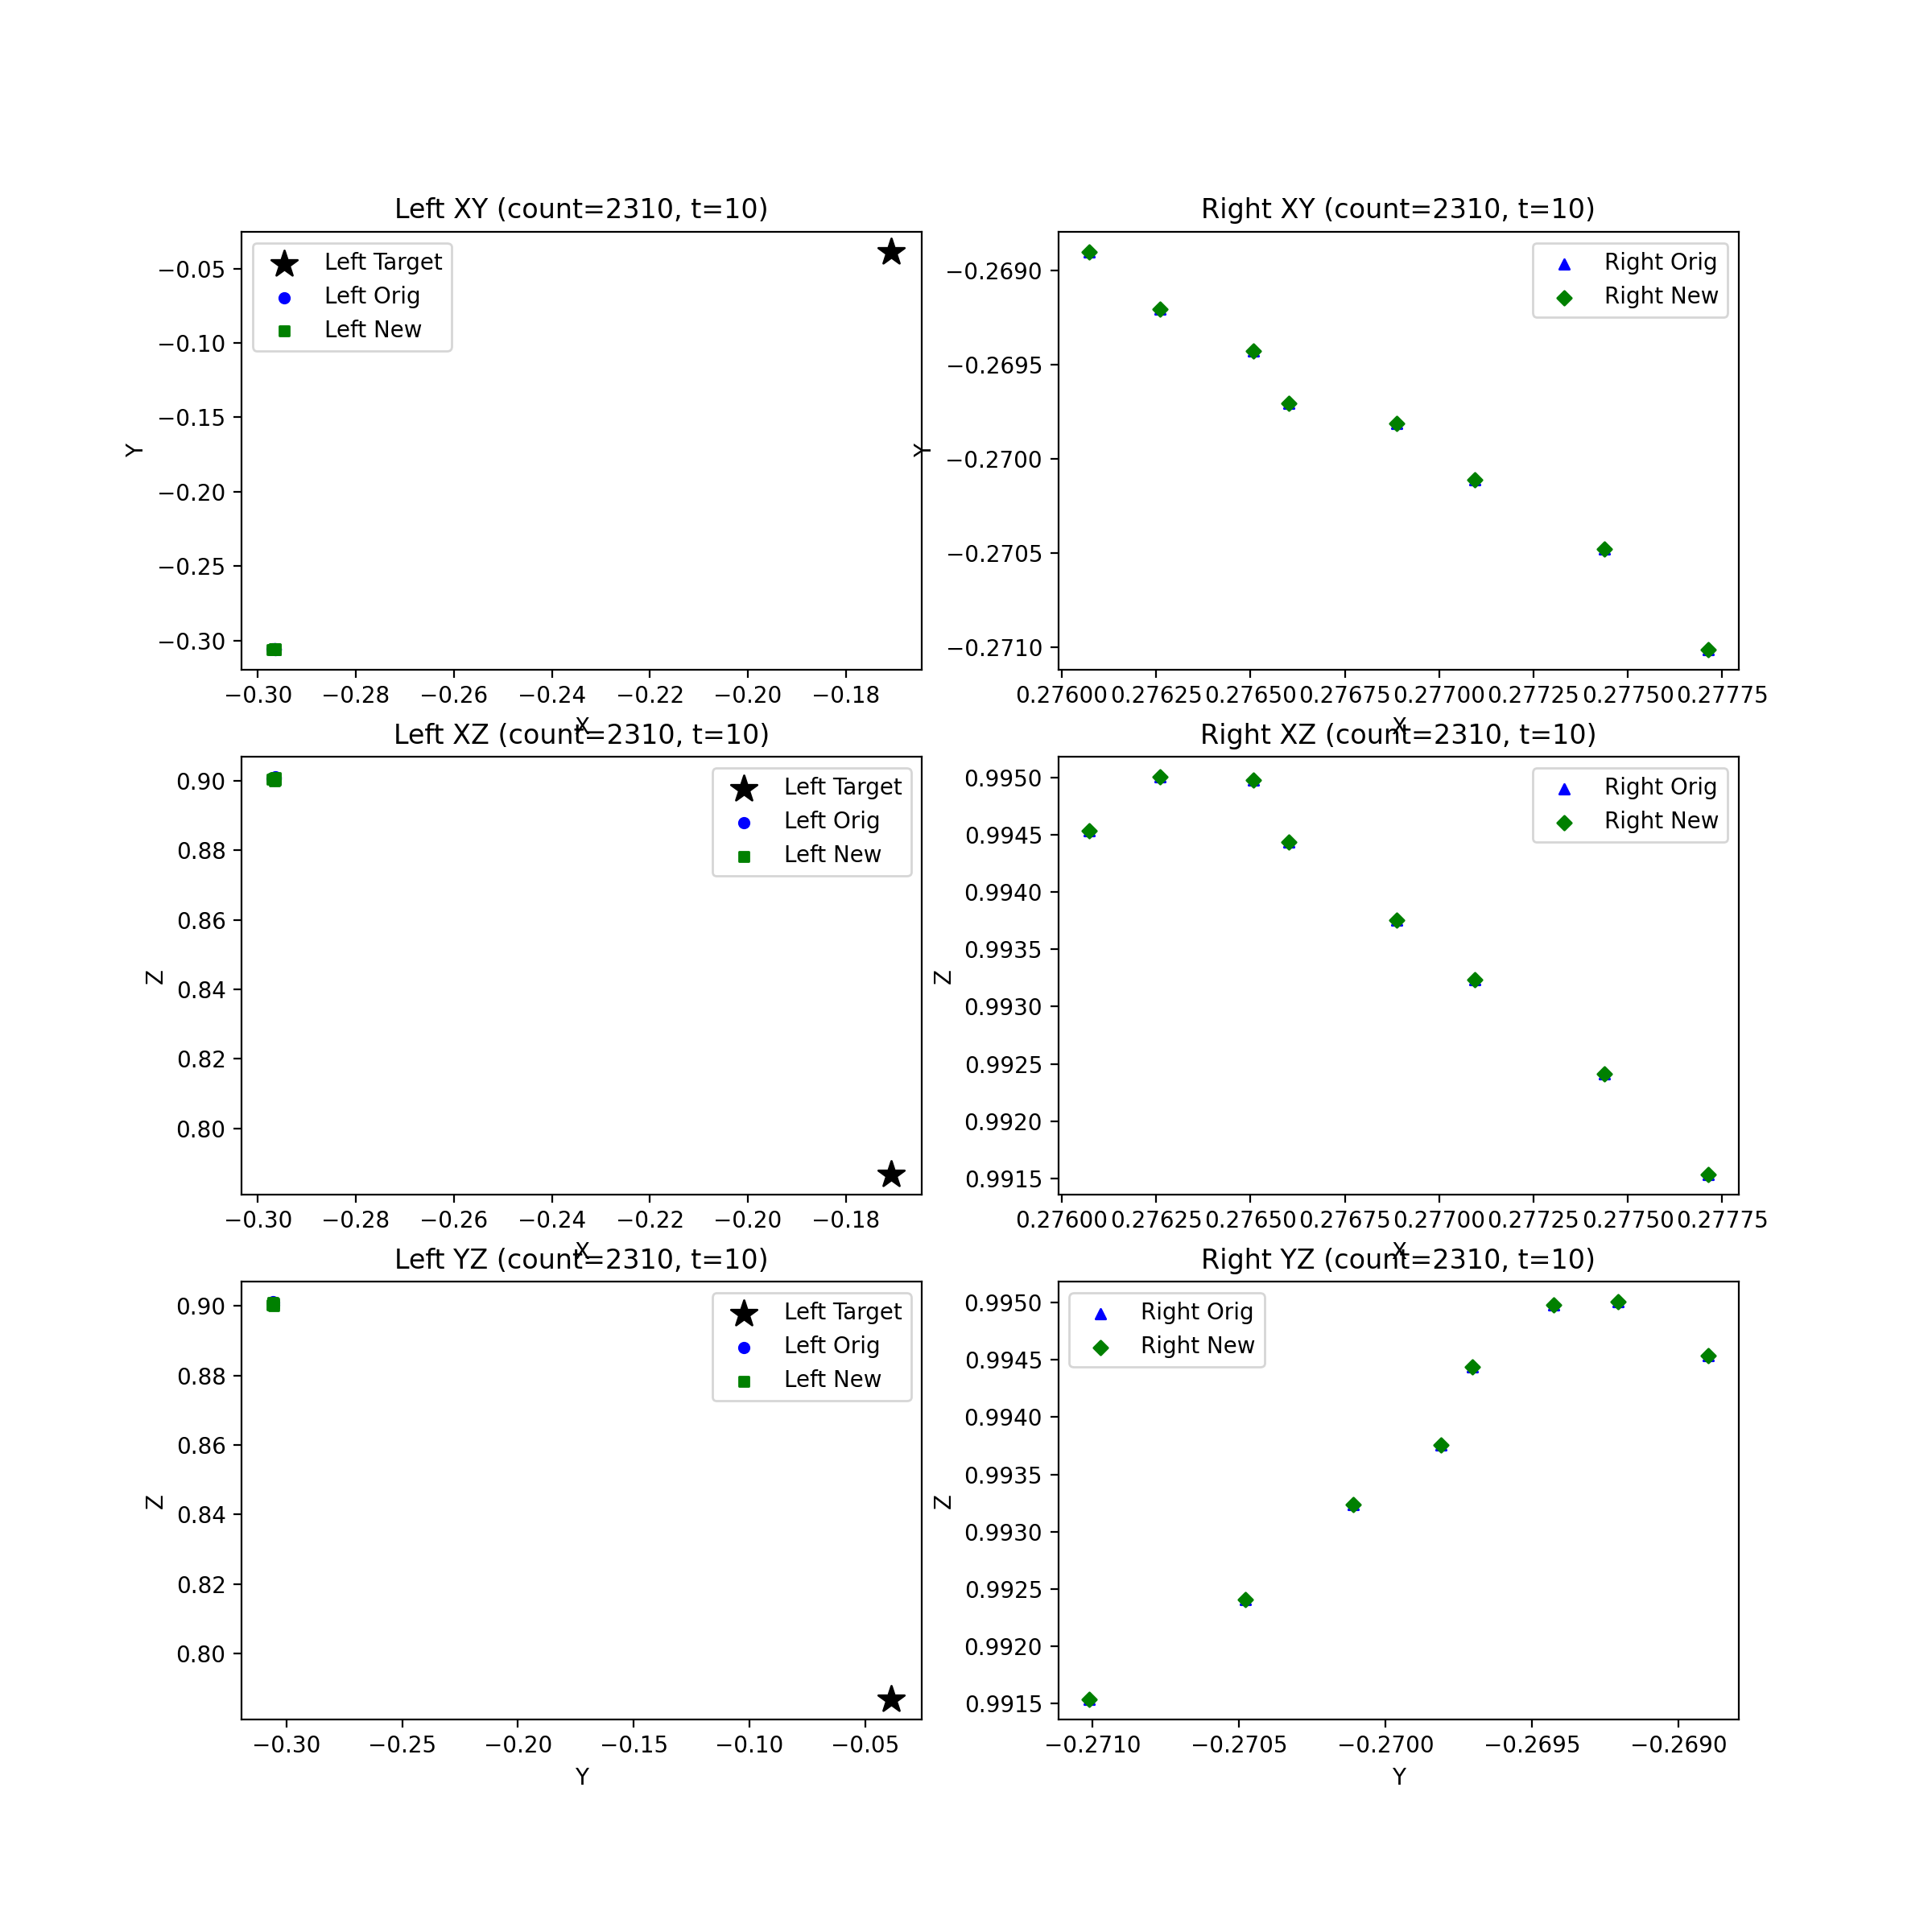 Left XY (count=2310, t=10)
Left Target
Left Orig
Left New
−0.05
−0.10
−0.15
−0.20
−0.25
−0.30
Y
−0.30 −0.28 −0.26 −0.24 −0.22 −0.20 −0.18
X
Right XY (count=2310, t=10)
Right Orig
Right New
−0.2690
−0.2695
−0.2700
−0.2705
−0.2710
Y
0.27600 0.27625 0.27650 0.27675 0.27700 0.27725 0.27750 0.27775
X
Left XZ (count=2310, t=10)
Left Target
Left Orig
Left New
0.90
0.88
0.86
0.84
0.82
0.80
Z
−0.30 −0.28 −0.26 −0.24 −0.22 −0.20 −0.18
X
Right XZ (count=2310, t=10)
Right Orig
Right New
0.9950
0.9945
0.9940
0.9935
0.9930
0.9925
0.9920
0.9915
Z
0.27600 0.27625 0.27650 0.27675 0.27700 0.27725 0.27750 0.27775
X
Left YZ (count=2310, t=10)
Left Target
Left Orig
Left New
0.90
0.88
0.86
0.84
0.82
0.80
Z
−0.30 −0.25 −0.20 −0.15 −0.10 −0.05
Y
Right YZ (count=2310, t=10)
Right Orig
Right New
0.9950
0.9945
0.9940
0.9935
0.9930
0.9925
0.9920
0.9915
Z
−0.2710 −0.2705 −0.2700 −0.2695 −0.2690
Y